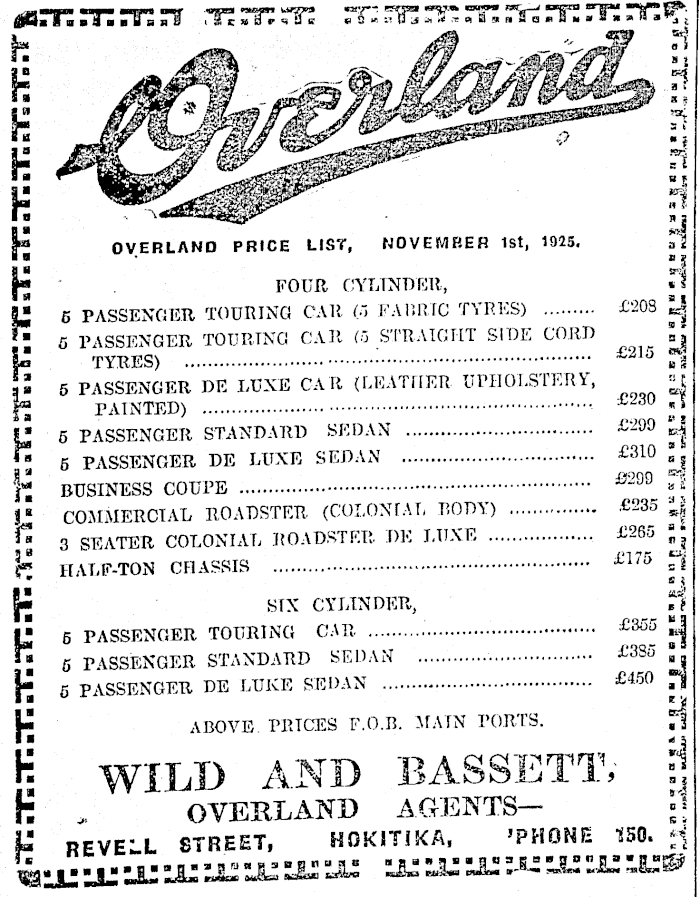 Overland
OVERLAND PRICE LIST, NOVEMBER 1st, 1925.
FOUR CYLINDER,
5 PASSENGER TOURING CAR (5 FABRIC TYRES) ......... £208
5 PASSENGER TOURING CAR (5 STRAIGHT SIDE CORD
TYRES) ............................................................ £215
5 PASSENGER DE LUXE CAR (LEATHER UPHOLSTERY,
PAINTED) ......................................................... £230
5 PASSENGER STANDARD SEDAN ........................... £299
5 PASSENGER DE LUXE SEDAN ........................... £310
BUSINESS COUPE .................................................. £299
COMMERCIAL ROADSTER (COLONIAL BODY) ............. £235
3 SEATER COLONIAL ROADSTER DE LUXE ............... £265
HALF-TON CHASSIS ............................................. £175
SIX CYLINDER,
5 PASSENGER TOURING CAR ................................. £355
5 PASSENGER STANDARD SEDAN ......................... £385
5 PASSENGER DE LUKE SEDAN .............................. £450
ABOVE PRICES F.O.B. MAIN PORTS.
WILD AND BASSETT,
OVERLAND AGENTS—
REVELL STREET, HOKITIKA, 'PHONE 150.